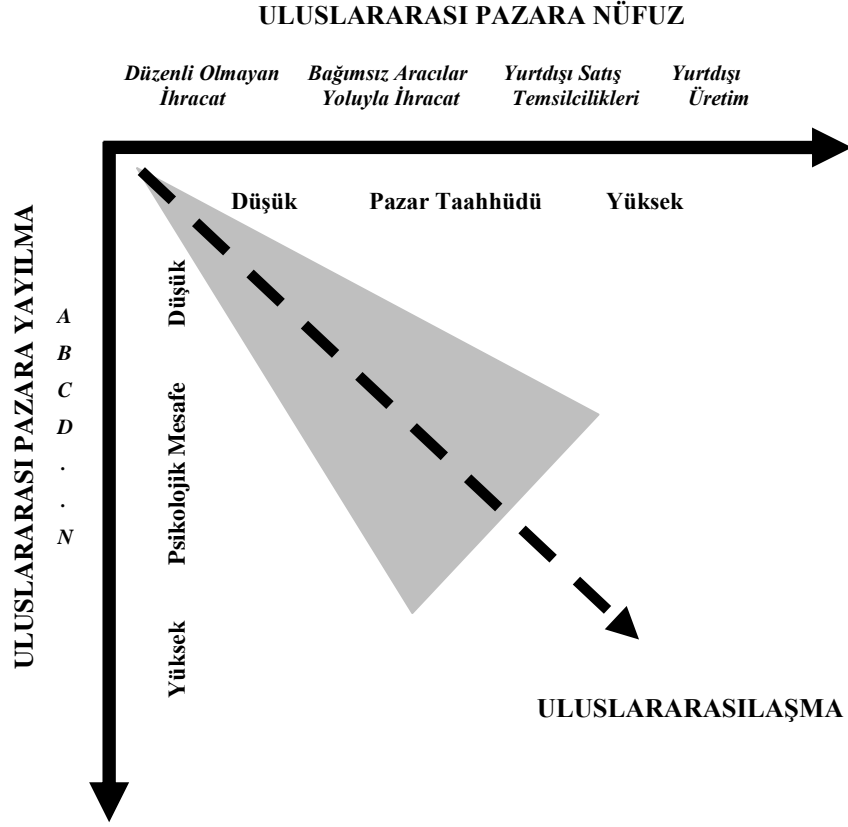 ULUSLARARASI PAZARA NÜFUZ
Düzenli Olmayan
İhracat
Bağımsız Aracılar
Yoluyla İhracat
Yurtdışı Satış
Temsilcilikleri
Yurtdışı
Üretim
Düşük
Pazar Taahhüdü
Yüksek
ULUSLARARASI PAZARA YAYILMA
A
B
C
D
.
.
N
Düşük
Psikolojik Mesafe
Yüksek
ULUSLARARASILAŞMA